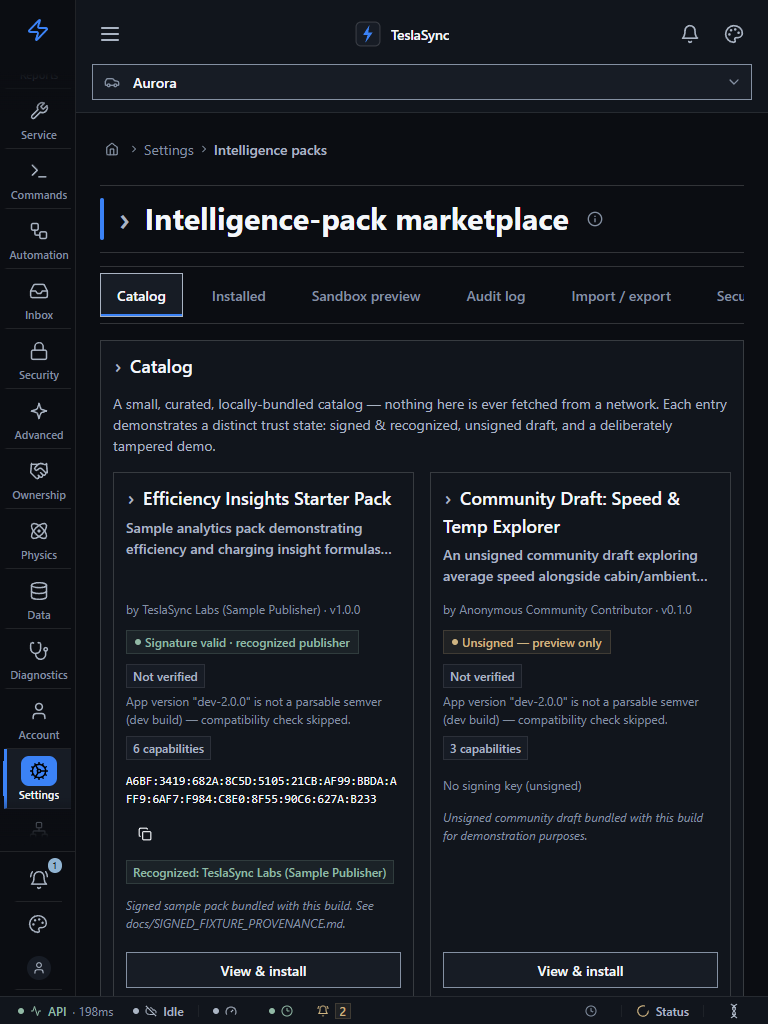 TeslaSync
Aurora
Reports
Service
Commands
Automation
Inbox
Security
Advanced
Ownership
Physics
Data
Diagnostics
Account
Settings
1
Settings
Intelligence packs
Intelligence-pack marketplace
Catalog
Installed
Sandbox preview
Audit log
Import / export
Secu
Catalog
A small, curated, locally-bundled catalog — nothing here is ever fetched from a network. Each entry
demonstrates a distinct trust state: signed & recognized, unsigned draft, and a deliberately
tampered demo.
Efficiency Insights Starter Pack
Sample analytics pack demonstrating
efficiency and charging insight formulas...
by TeslaSync Labs (Sample Publisher) · v1.0.0
Signature valid · recognized publisher
Not verified
App version "dev-2.0.0" is not a parsable semver
(dev build) — compatibility check skipped.
6 capabilities
A6BF:3419:682A:8C5D:5105:21CB:AF99:BBDA:A
FF9:6AF7:F984:C8E0:8F55:90C6:627A:B233
Recognized: TeslaSync Labs (Sample Publisher)
Signed sample pack bundled with this build. See
docs/SIGNED_FIXTURE_PROVENANCE.md.
View & install
Community Draft: Speed &
Temp Explorer
An unsigned community draft exploring
average speed alongside cabin/ambient...
by Anonymous Community Contributor · v0.1.0
Unsigned — preview only
Not verified
App version "dev-2.0.0" is not a parsable semver
(dev build) — compatibility check skipped.
3 capabilities
No signing key (unsigned)
Unsigned community draft bundled with this build
for demonstration purposes.
View & install
API · 198ms
Idle
2
Status